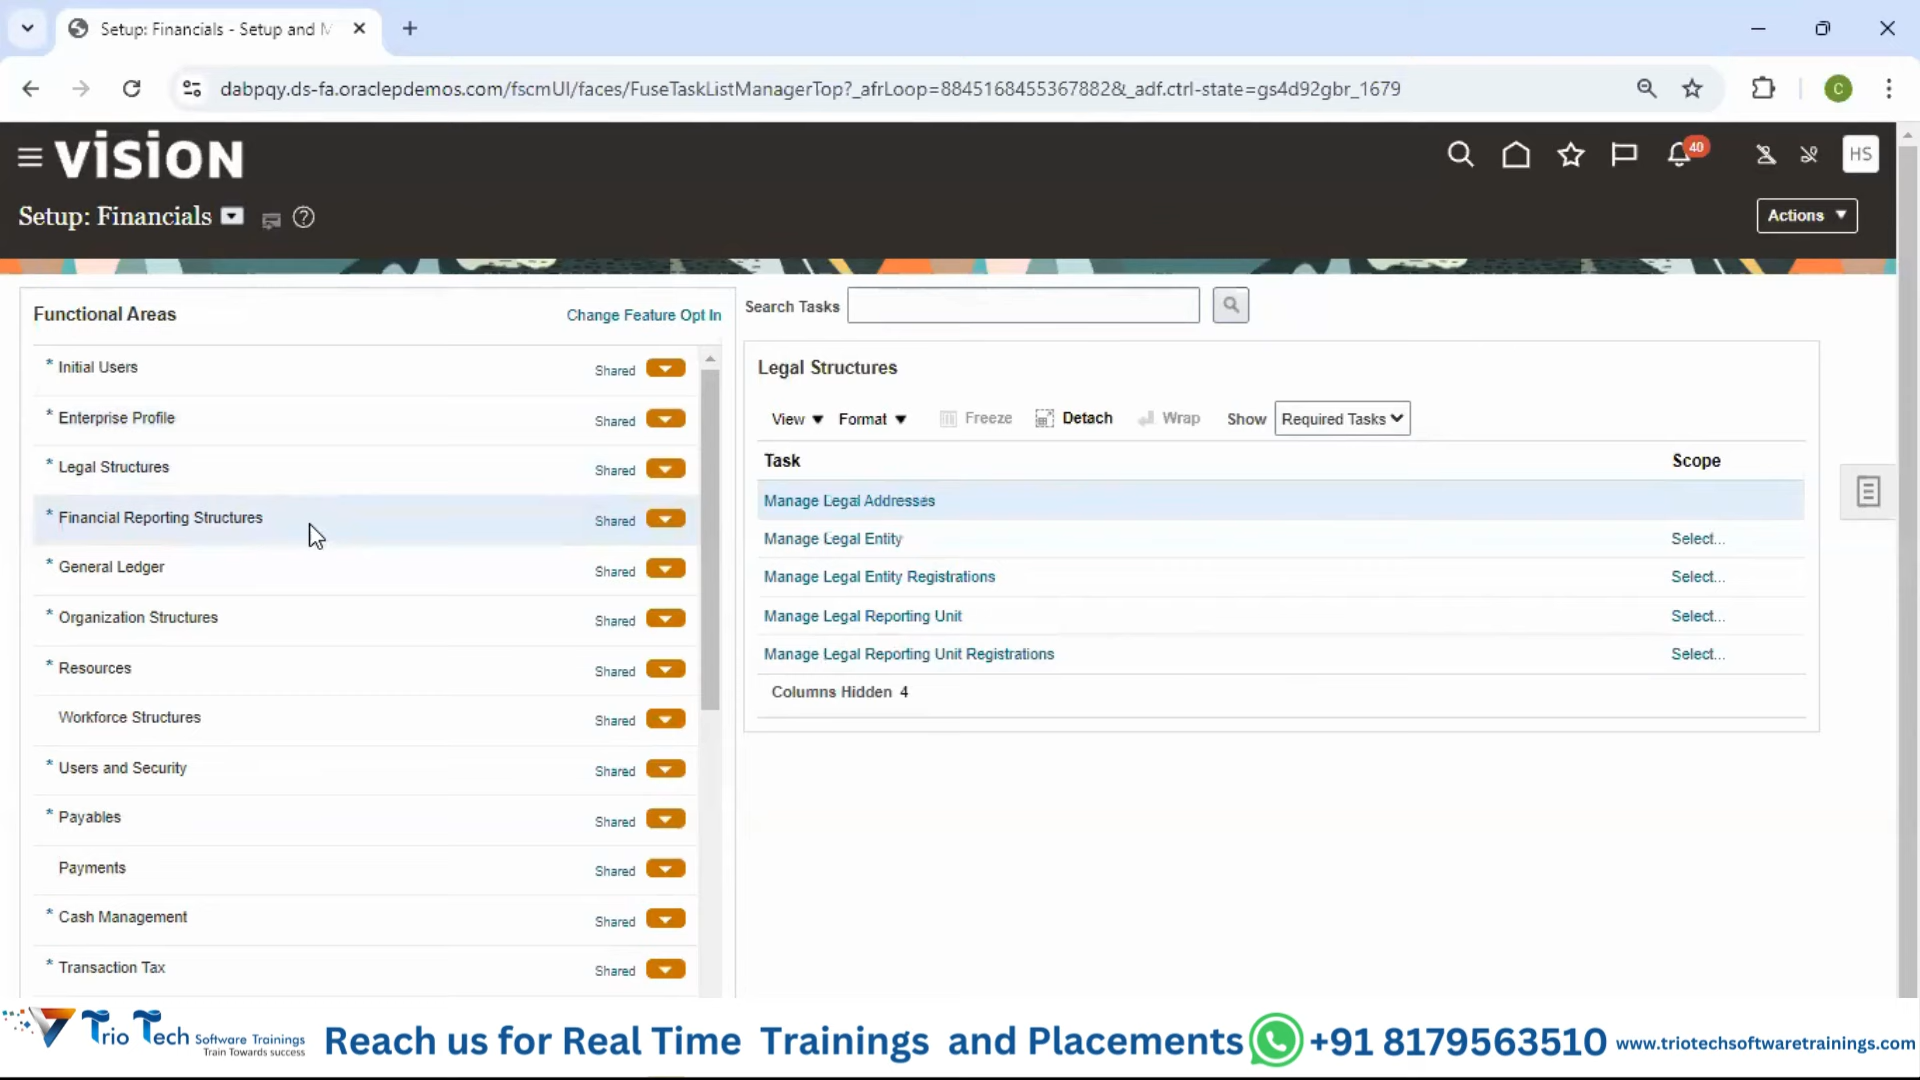 Setup: Financials - Setup and M
dabpqy.ds-fa.oraclepdemos.com/fscmUI/faces/FuseTaskListManagerTop?_afrLoop=8845168455367882&_adf.ctrl-state=gs4d92gbr_1679
C
VISION
40
HS
Setup: Financials
Actions
Functional Areas
Change Feature Opt In
* Initial Users Shared
* Enterprise Profile Shared
* Legal Structures Shared
* Financial Reporting Structures Shared
* General Ledger Shared
* Organization Structures Shared
* Resources Shared
Workforce Structures Shared
* Users and Security Shared
* Payables Shared
Payments Shared
* Cash Management Shared
* Transaction Tax Shared
Search Tasks
Legal Structures
View Format Freeze Detach Wrap Show Required Tasks
Task Scope
Manage Legal Addresses
Manage Legal Entity Select...
Manage Legal Entity Registrations Select...
Manage Legal Reporting Unit Select...
Manage Legal Reporting Unit Registrations Select...
Columns Hidden 4
Trio Tech Software Trainings
Train Towards success
Reach us for Real Time Trainings and Placements +91 8179563510 www.triotechsoftwaretrainings.com